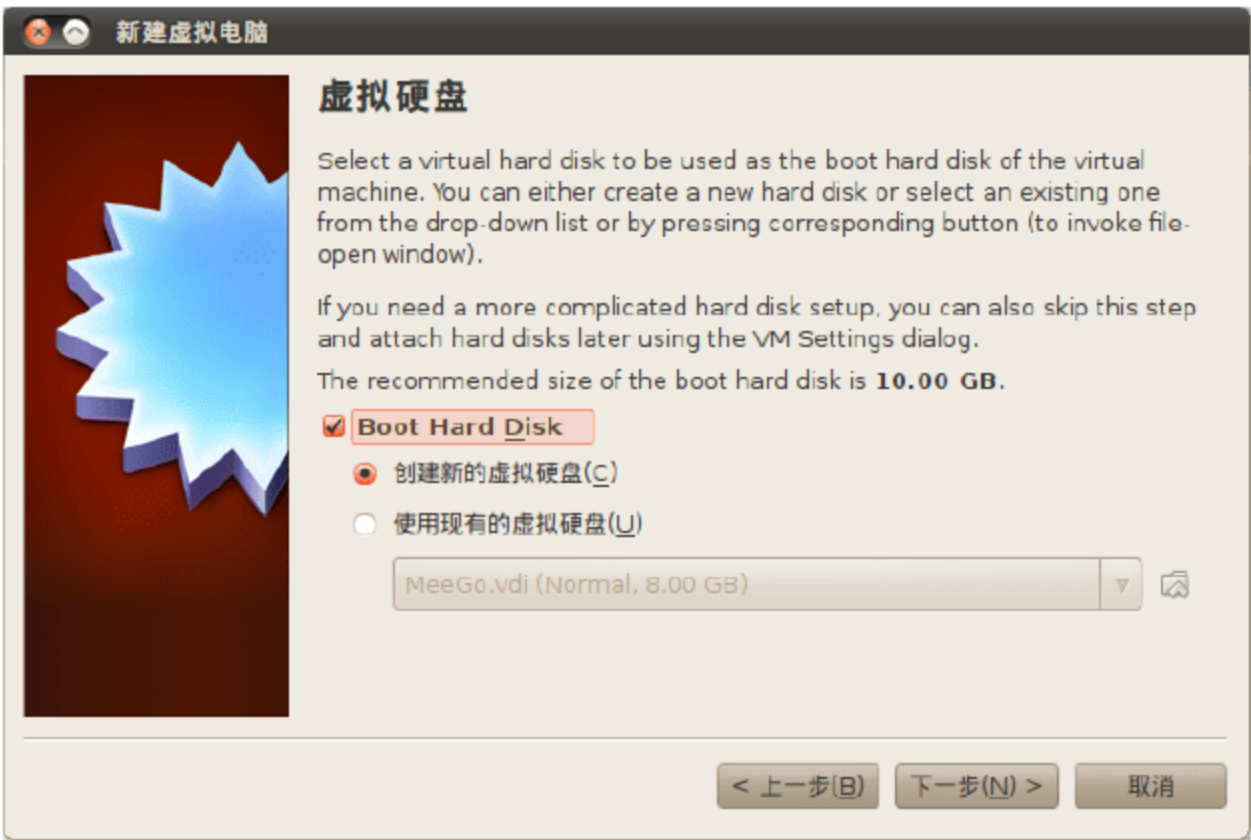 新建虚拟电脑
虚拟硬盘
Select a virtual hard disk to be used as the boot hard disk of the virtual
machine. You can either create a new hard disk or select an existing one
from the drop-down list or by pressing corresponding button (to invoke file-
open window).
If you need a more complicated hard disk setup, you can also skip this step
and attach hard disks later using the VM Settings dialog.
The recommended size of the boot hard disk is 10.00 GB.
Boot Hard Disk
创建新的虚拟硬盘(C)
使用现有的虚拟硬盘(U)
MeeGo.vdi (Normal, 8.00 GB)
< 上一步(B) 下一步(N) > 取消